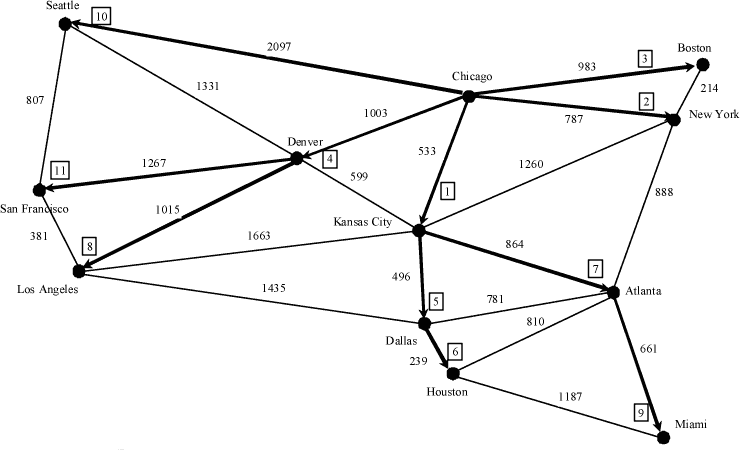 Seattle
10
2097
Boston
3
983
Chicago
214
807
1331
2
New York
787
1003
Denver
4
533
1260
11
1267
599
888
1
San Francisco
1015
Kansas City
381
8
1663
864
7
Los Angeles
496
Atlanta
1435
5
781
810
Dallas
6
661
239
Houston
1187
9
Miami